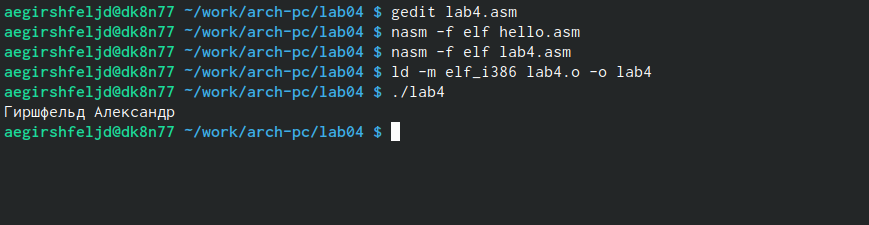 aegirshfeljd@dk8n77 ~/work/arch-pc/lab04 $ gedit lab4.asm
aegirshfeljd@dk8n77 ~/work/arch-pc/lab04 $ nasm -f elf hello.asm
aegirshfeljd@dk8n77 ~/work/arch-pc/lab04 $ nasm -f elf lab4.asm
aegirshfeljd@dk8n77 ~/work/arch-pc/lab04 $ ld -m elf_i386 lab4.o -o lab4
aegirshfeljd@dk8n77 ~/work/arch-pc/lab04 $ ./lab4
Гиршфельд Александр
aegirshfeljd@dk8n77 ~/work/arch-pc/lab04 $